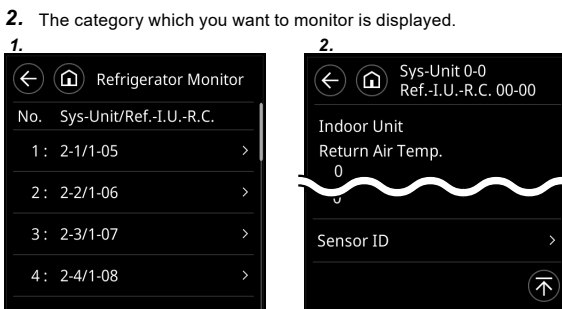 2. The category which you want to monitor is displayed.
1.
Refrigerator Monitor
No. Sys-Unit/Ref.-I.U.-R.C.
1: 2-1/1-05
2: 2-2/1-06
3: 2-3/1-07
4: 2-4/1-08
2.
Sys-Unit 0-0
Ref.-I.U.-R.C. 00-00
Indoor Unit
Return Air Temp.
0
Sensor ID